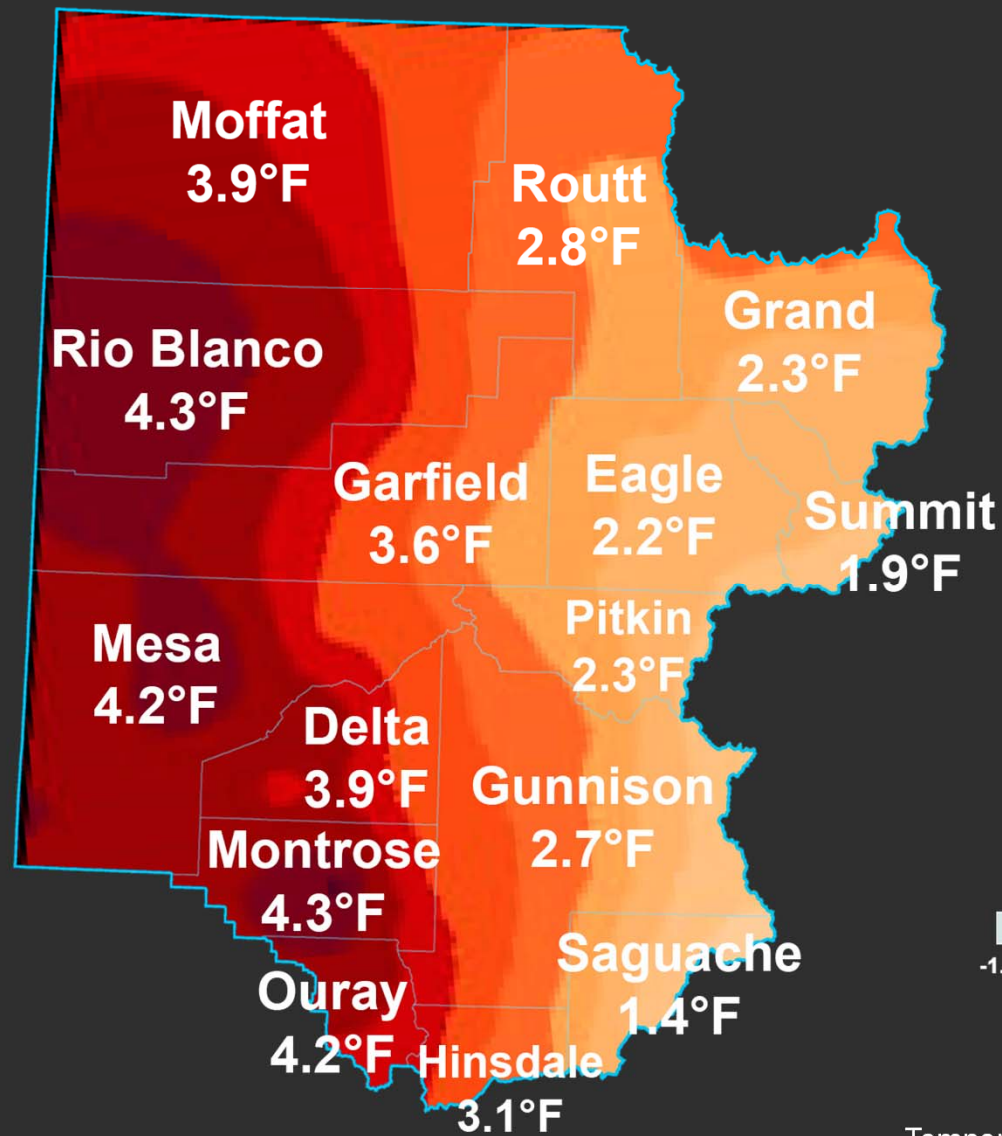 Moffat
3.9°F
Routt
2.8°F
Grand
2.3°F
Rio Blanco
4.3°F
Garfield
3.6°F
Eagle
2.2°F
Summit
1.9°F
Mesa
4.2°F
Pitkin
2.3°F
Delta
3.9°F
Gunnison
2.7°F
Montrose
4.3°F
Saguache
1.4°F
Ouray
4.2°F
Hinsdale
3.1°F